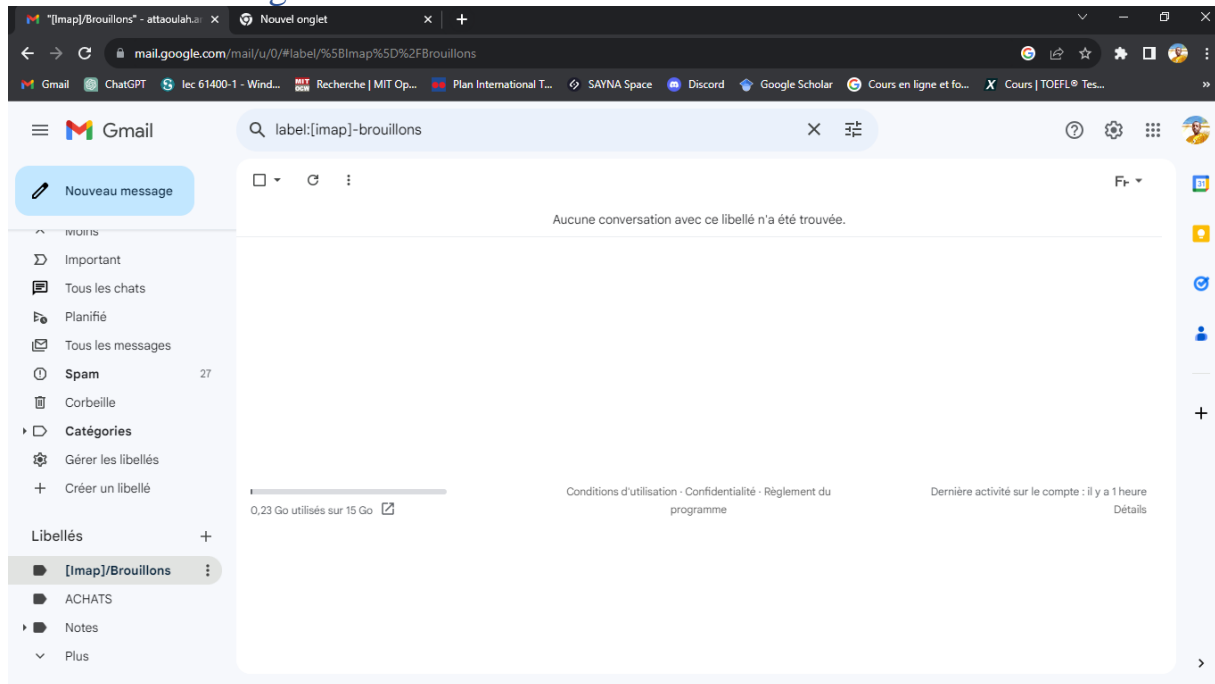 "[Imap]/Brouillons" - attaoulah.ar
Nouvel onglet
mail.google.com/mail/u/0/#label/%5BImap%5D%2FBrouillons
Gmail
ChatGPT
lec 61400-1 - Wind...
Recherche | MIT Op...
Plan International T...
SAYNA Space
Discord
Google Scholar
Cours en ligne et fo...
Cours | TOEFL® Tes...
»
Gmail
label:[imap]-brouillons
Nouveau message
Fr
Aucune conversation avec ce libellé n'a été trouvée.
Moins
Important
Tous les chats
Planifié
Tous les messages
Spam 27
Corbeille
Catégories
Gérer les libellés
Créer un libellé
0,23 Go utilisés sur 15 Go
Conditions d'utilisation · Confidentialité · Règlement du
programme
Dernière activité sur le compte : il y a 1 heure
Détails
Libellés
[Imap]/Brouillons
ACHATS
Notes
Plus
31